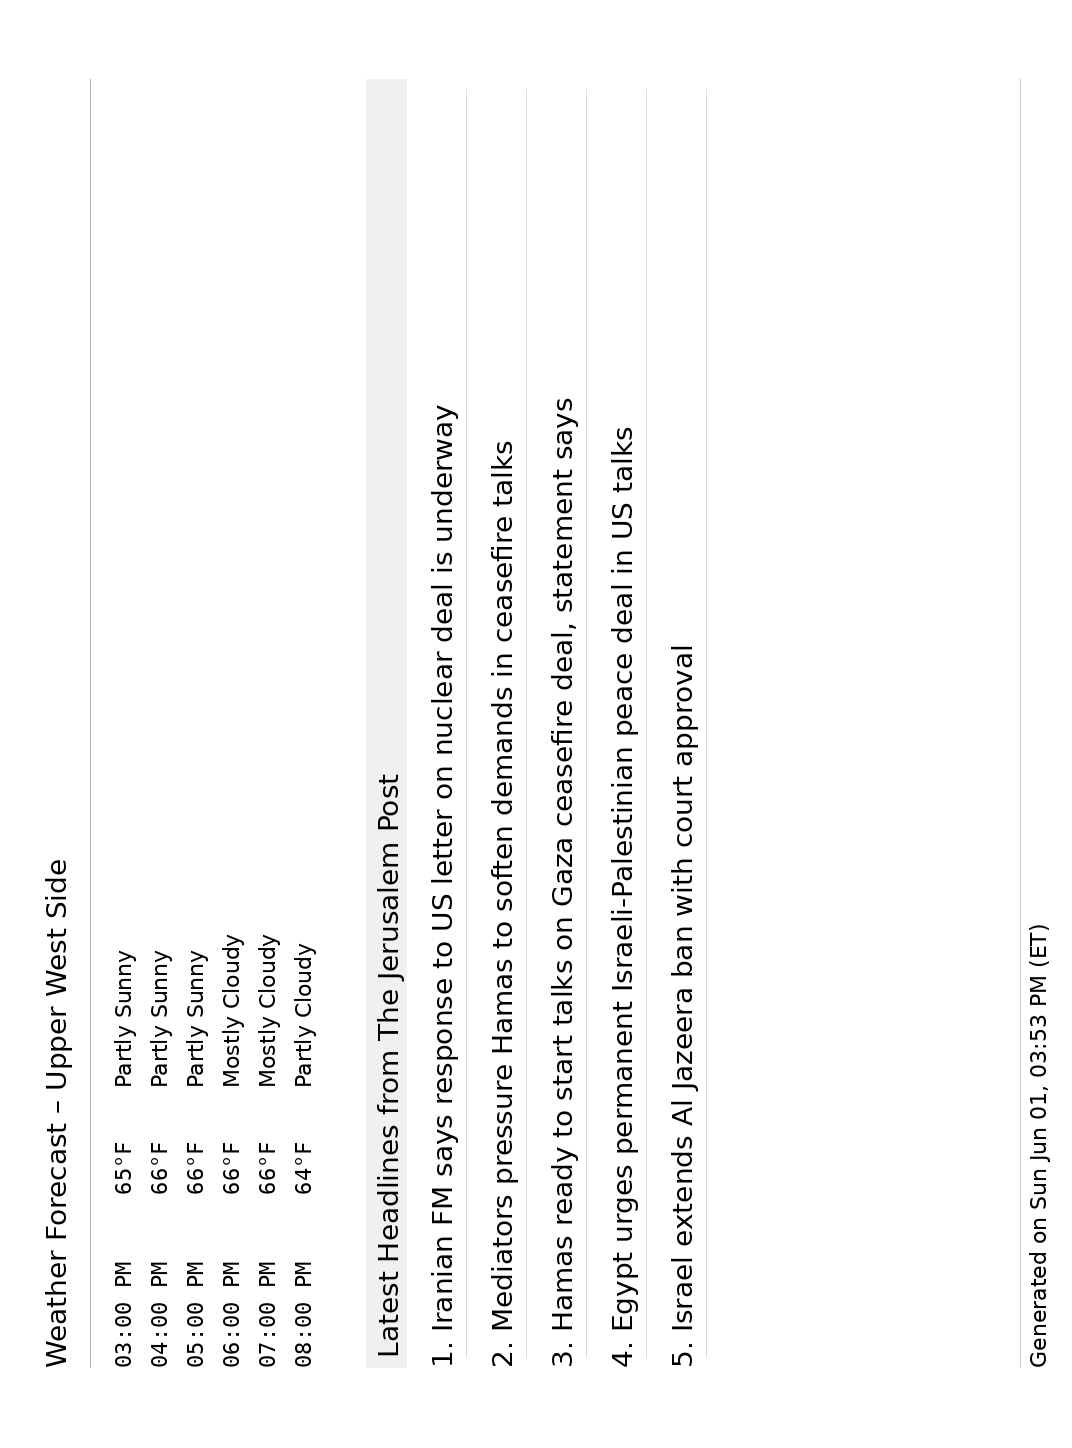 Weather Forecast – Upper West Side
03:00 PM 65°F Partly Sunny
04:00 PM 66°F Partly Sunny
05:00 PM 66°F Partly Sunny
06:00 PM 66°F Mostly Cloudy
07:00 PM 66°F Mostly Cloudy
08:00 PM 64°F Partly Cloudy
Latest Headlines from The Jerusalem Post
1. Iranian FM says response to US letter on nuclear deal is underway
2. Mediators pressure Hamas to soften demands in ceasefire talks
3. Hamas ready to start talks on Gaza ceasefire deal, statement says
4. Egypt urges permanent Israeli-Palestinian peace deal in US talks
5. Israel extends Al Jazeera ban with court approval
Generated on Sun Jun 01, 03:53 PM (ET)